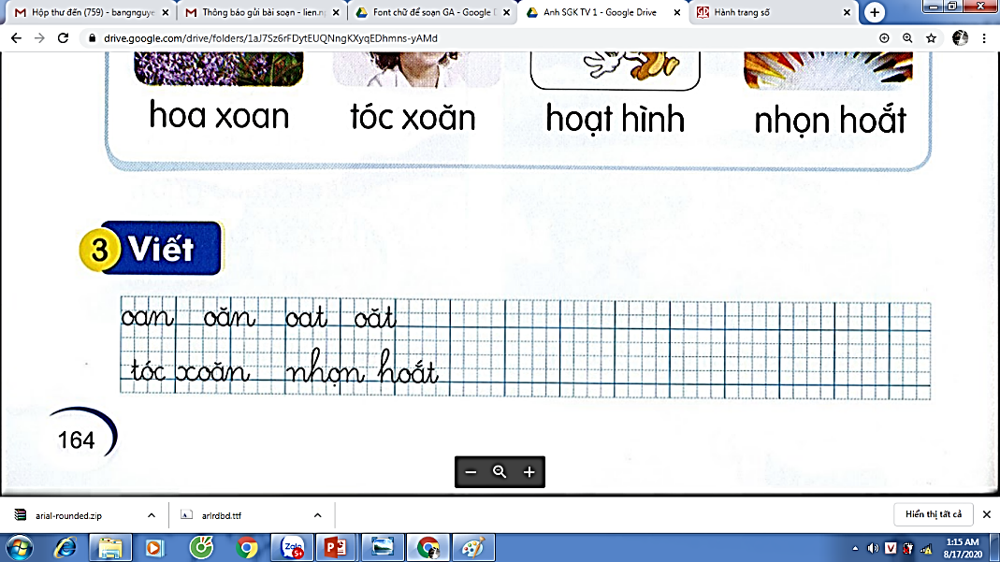 Hộp thư đến (759) - bangnguye
Thông báo gửi bài soạn - lien.n
Font chữ để soạn GA - Google D
Anh SGK TV 1 - Google Drive
Hành trang số
drive.google.com/drive/folders/1aJ7Sz6rFDytEUQNngKXyqEDhmns-yAMd
hoa xoan tóc xoăn hoạt hình nhọn hoắt
3 Viết
oan oăn oat oăt
tóc xoăn nhọn hoắt
164
arial-rounded.zip
arlrdbd.ttf
Hiển thị tất cả
Zalo
5+
V
1:15 AM
8/17/2020